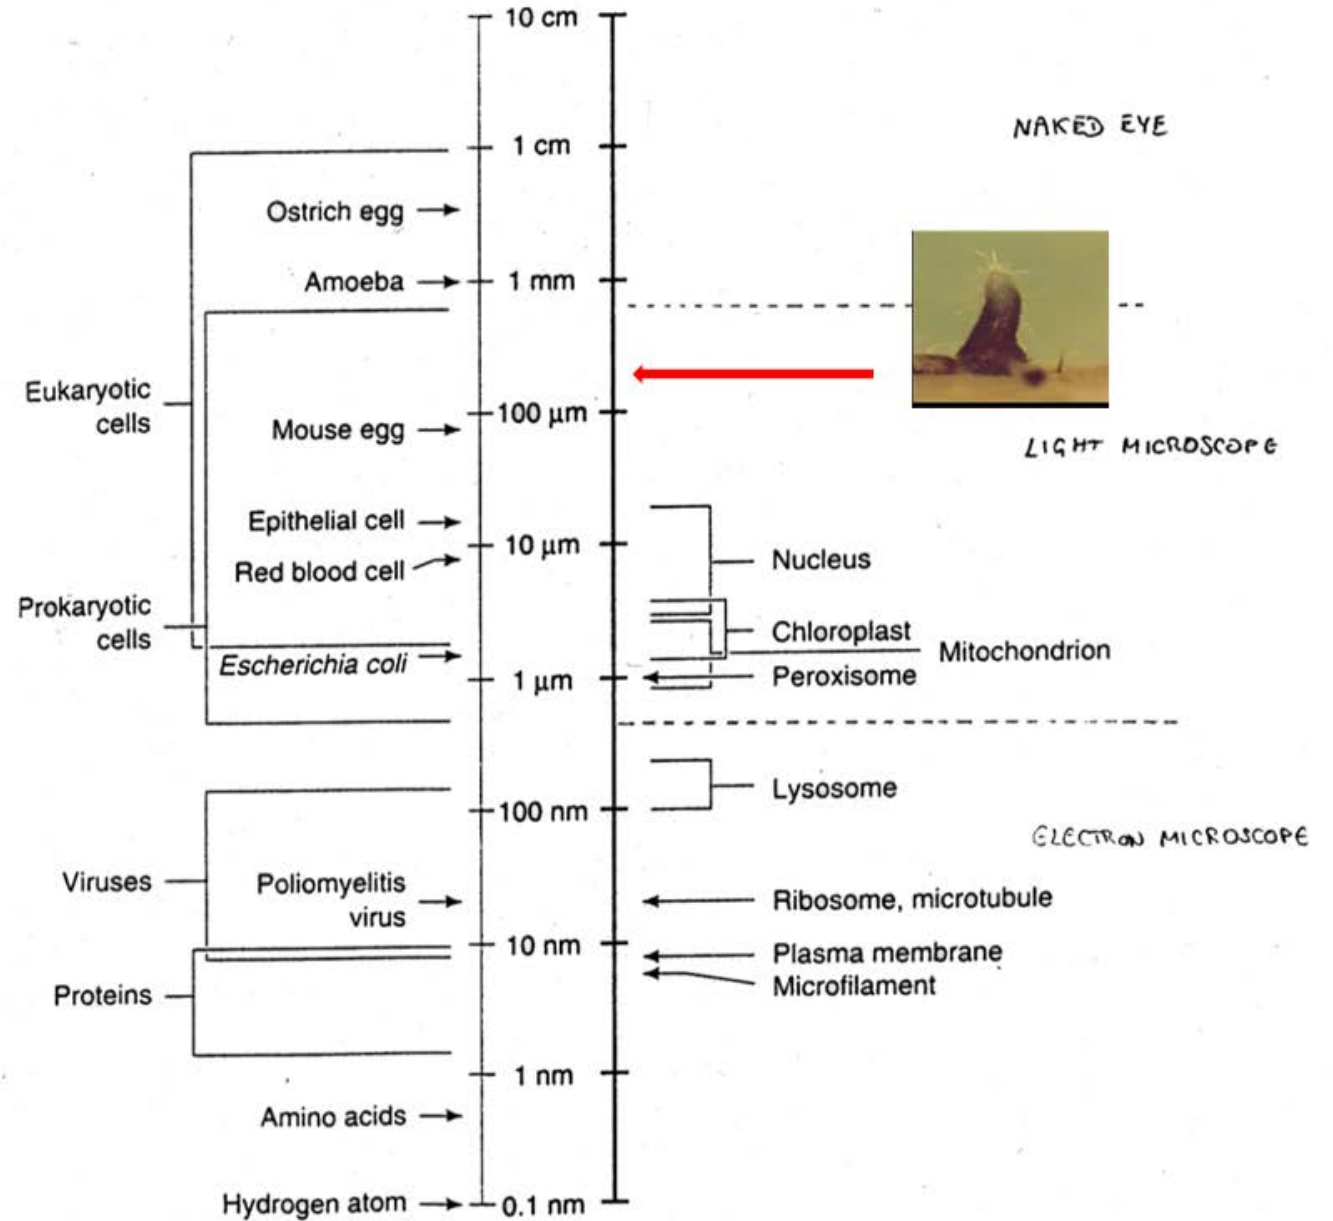 10 cm
NAKED EYE
1 cm
Ostrich egg
Amoeba
1 mm
Eukaryotic
cells
100 μm
Mouse egg
LIGHT MICROSCOPE
Epithelial cell
10 μm
Nucleus
Red blood cell
Prokaryotic
cells
Chloroplast
Mitochondrion
Escherichia coli
1 μm
Peroxisome
Lysosome
100 nm
ELECTRON MICROSCOPE
Viruses
Poliomyelitis
virus
Ribosome, microtubule
10 nm
Plasma membrane
Microfilament
Proteins
1 nm
Amino acids
Hydrogen atom
0.1 nm